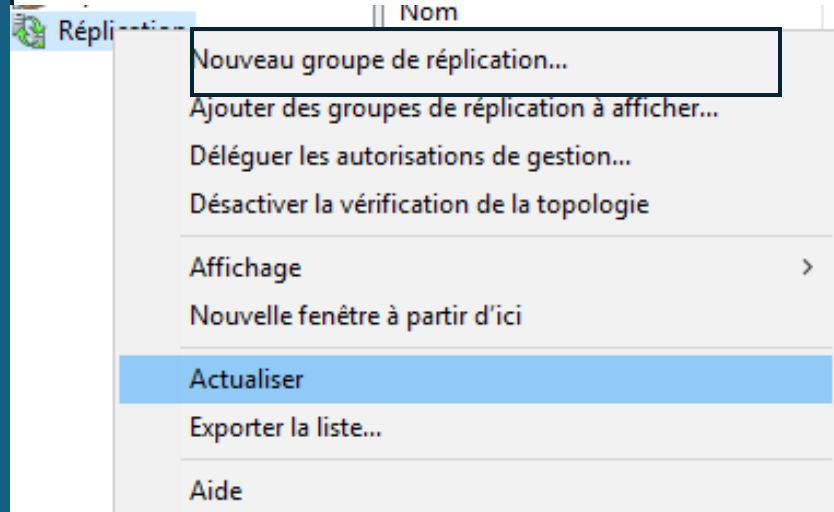 Nom
Réplication
Nouveau groupe de réplication...
Ajouter des groupes de réplication à afficher...
Déléguer les autorisations de gestion...
Désactiver la vérification de la topologie
Affichage
Nouvelle fenêtre à partir d'ici
Actualiser
Exporter la liste...
Aide